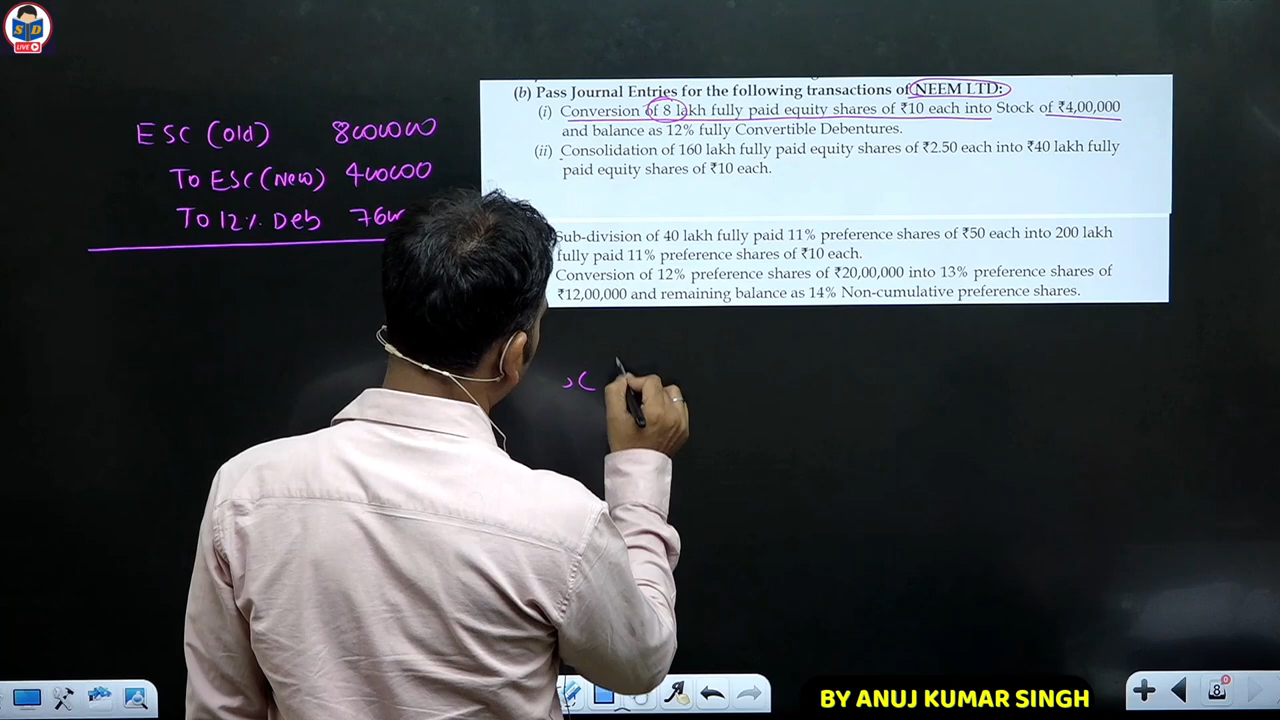 S D
LIVE
(b) Pass Journal Entries for the following transactions of NEEM LTD:
(i) Conversion of 8 lakh fully paid equity shares of ₹10 each into Stock of ₹4,00,000
and balance as 12% fully Convertible Debentures.
(ii) Consolidation of 160 lakh fully paid equity shares of ₹2.50 each into ₹40 lakh fully
paid equity shares of ₹10 each.
Sub-division of 40 lakh fully paid 11% preference shares of ₹50 each into 200 lakh
fully paid 11% preference shares of ₹10 each.
Conversion of 12% preference shares of ₹20,00,000 into 13% preference shares of
₹12,00,000 and remaining balance as 14% Non-cumulative preference shares.
ESC (old) 8000000
To ESC (New) 400000
To 12% Deb
8
0
BY ANUJ KUMAR SINGH